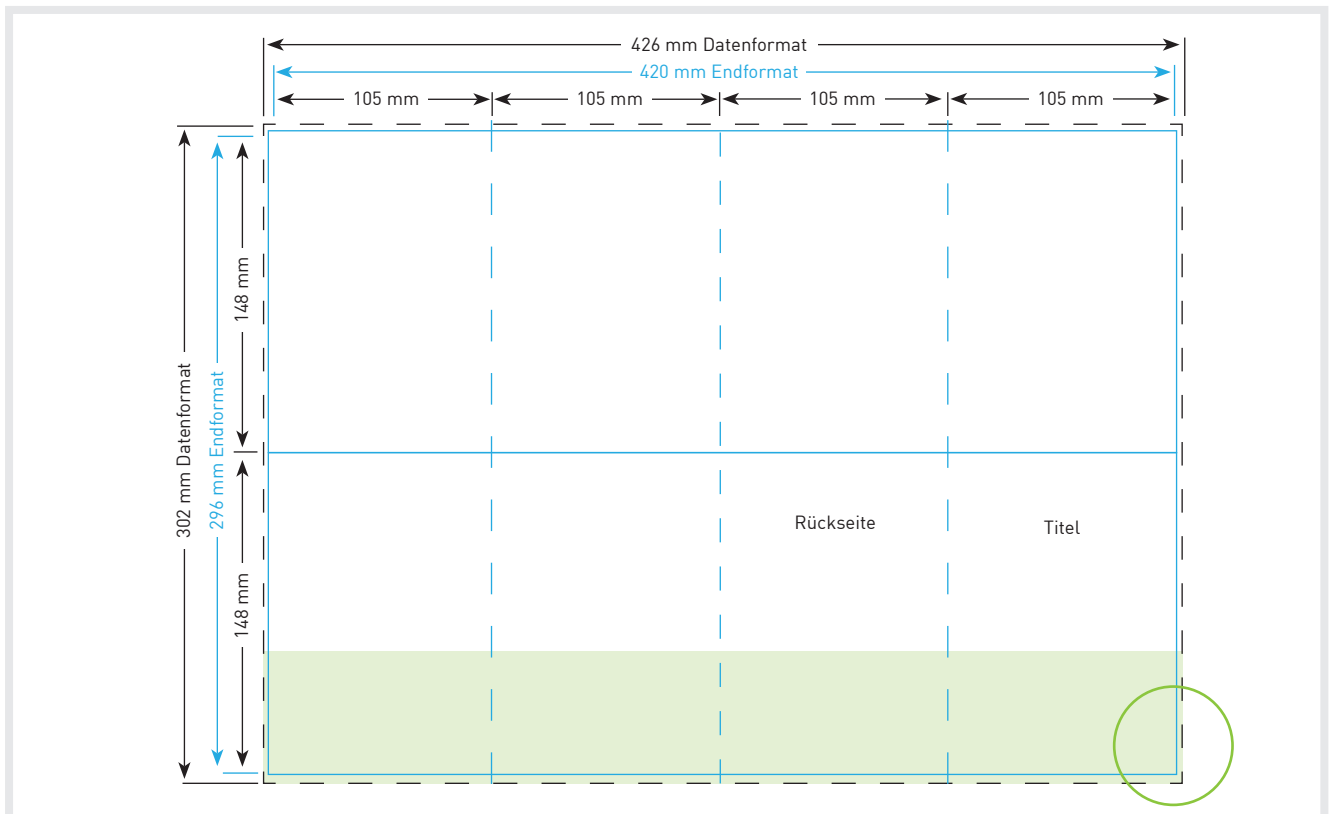 426 mm Datenformat
420 mm Endformat
105 mm
105 mm
105 mm
105 mm
302 mm Datenformat
296 mm Endformat
148 mm
148 mm
Rückseite
Titel